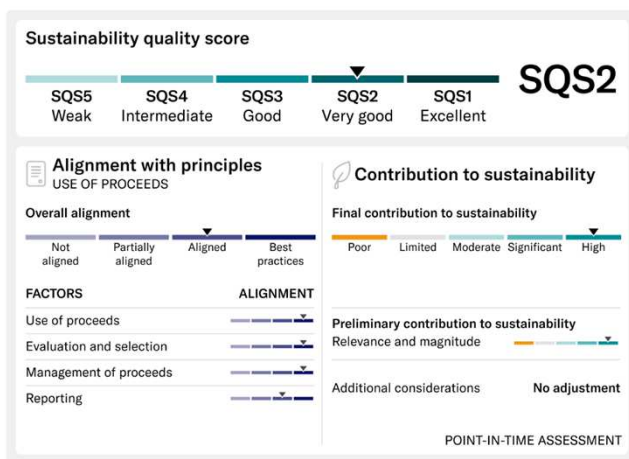 Sustainability quality score
SQS2
SQS5 SQS4 SQS3 SQS2 SQS1
Weak Intermediate Good Very good Excellent
Alignment with principles
USE OF PROCEEDS
Overall alignment
Not aligned
Partially aligned
Aligned
Best practices
FACTORS ALIGNMENT
Use of proceeds
Evaluation and selection
Management of proceeds
Reporting
Contribution to sustainability
Final contribution to sustainability
Poor Limited Moderate Significant High
Preliminary contribution to sustainability
Relevance and magnitude
Additional considerations No adjustment
POINT-IN-TIME ASSESSMENT